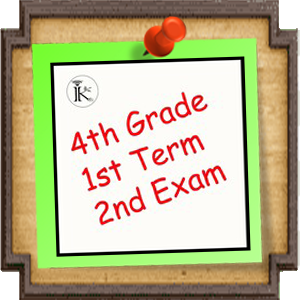 4th Grade
1st Term
2nd Exam